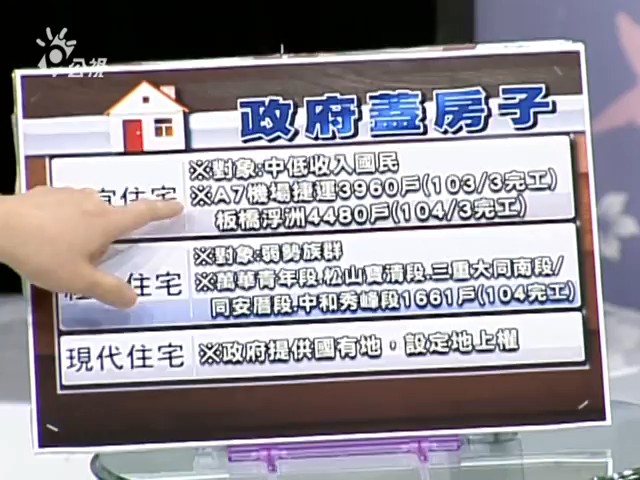 公視
政府蓋房子
宜住宅
※對象:中低收入國民
※A7機場捷運3960戶(103/3完工)
板橋浮洲4480戶(104/3完工)
住宅
※對象:弱勢族群
※萬華青年段.松山寶清段.三重大同南段/
同安厝段.中和秀峰段1661戶(104完工)
現代住宅
※政府提供國有地，設定地上權